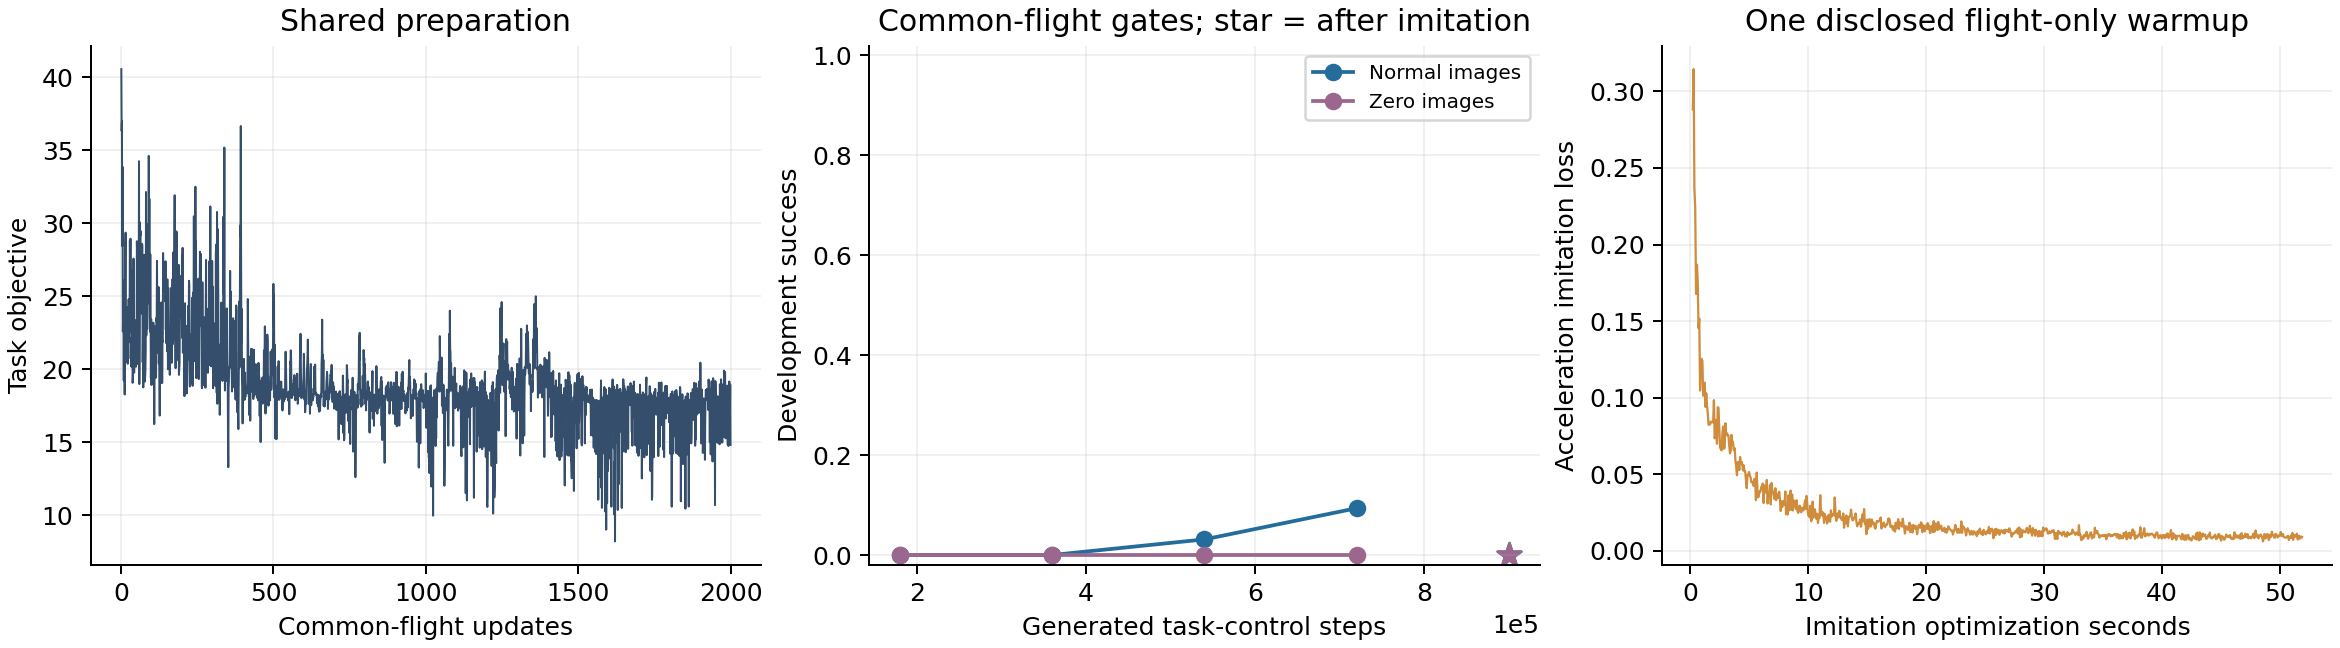 Shared preparation
Task objective
40
35
30
25
20
15
10
0
500
1000
1500
2000
Common-flight updates
Common-flight gates; star = after imitation
Development success
1.0
0.8
0.6
0.4
0.2
0.0
Normal images
Zero images
2
4
6
8
1e5
Generated task-control steps
One disclosed flight-only warmup
Acceleration imitation loss
0.30
0.25
0.20
0.15
0.10
0.05
0.00
0
10
20
30
40
50
Imitation optimization seconds